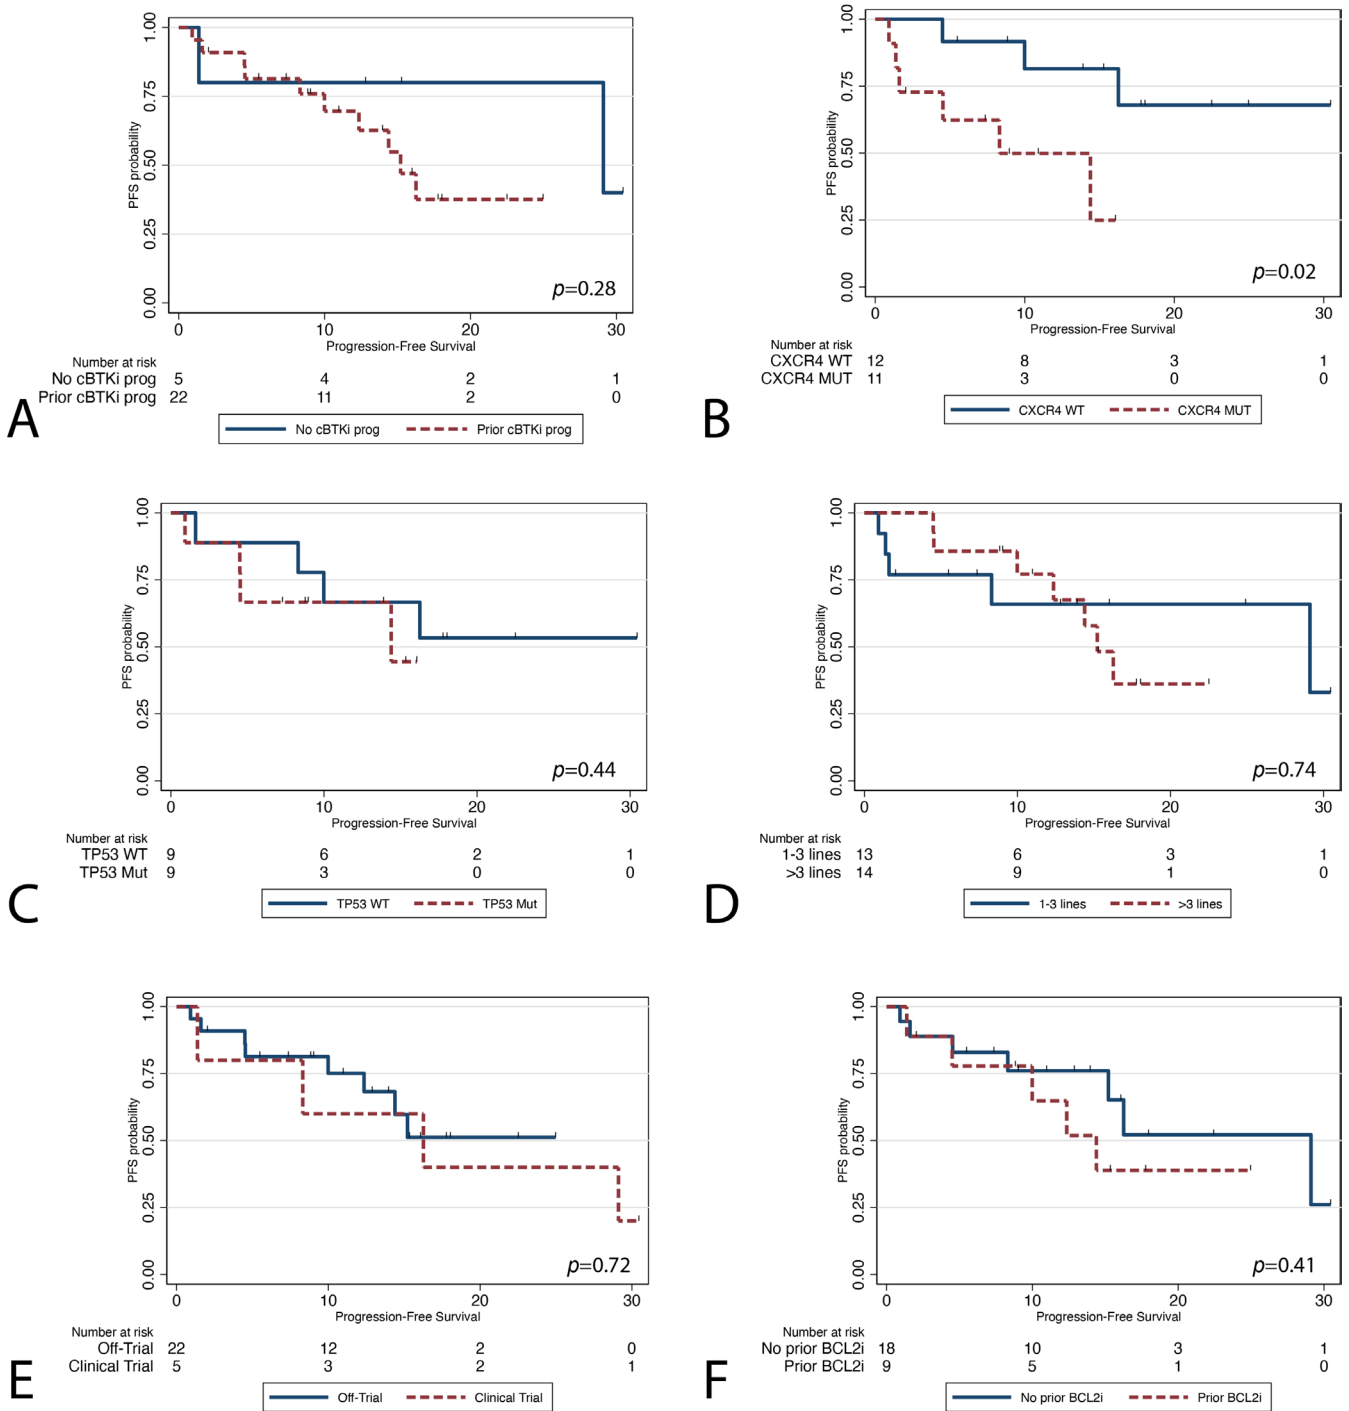 1.00
0.75
0.50
0.25
0.00
PFS probability
p=0.28
0 10 20 30
Progression-Free Survival
Number at risk
No cBTKi prog 5 4 2 1
Prior cBTKi prog 22 11 2 0
A
No cBTKi prog Prior cBTKi prog
1.00
0.75
0.50
0.25
0.00
PFS probability
p=0.02
0 10 20 30
Progression-Free Survival
Number at risk
CXCR4 WT 12 8 3 1
CXCR4 MUT 11 3 0 0
B
CXCR4 WT CXCR4 MUT
1.00
0.75
0.50
0.25
0.00
PFS probability
p=0.44
0 10 20 30
Progression-Free Survival
Number at risk
TP53 WT 9 6 2 1
TP53 Mut 9 3 0 0
C
TP53 WT TP53 Mut
1.00
0.75
0.50
0.25
0.00
PFS probability
p=0.74
0 10 20 30
Progression-Free Survival
Number at risk
1-3 lines 13 6 3 1
>3 lines 14 9 1 0
D
1-3 lines >3 lines
1.00
0.75
0.50
0.25
0.00
PFS probability
p=0.72
0 10 20 30
Progression-Free Survival
Number at risk
Off-Trial 22 12 2 0
Clinical Trial 5 3 2 1
E
Off-Trial Clinical Trial
1.00
0.75
0.50
0.25
0.00
PFS probability
p=0.41
0 10 20 30
Progression-Free Survival
Number at risk
No prior BCL2i 18 10 3 1
Prior BCL2i 9 5 1 0
F
No prior BCL2i Prior BCL2i